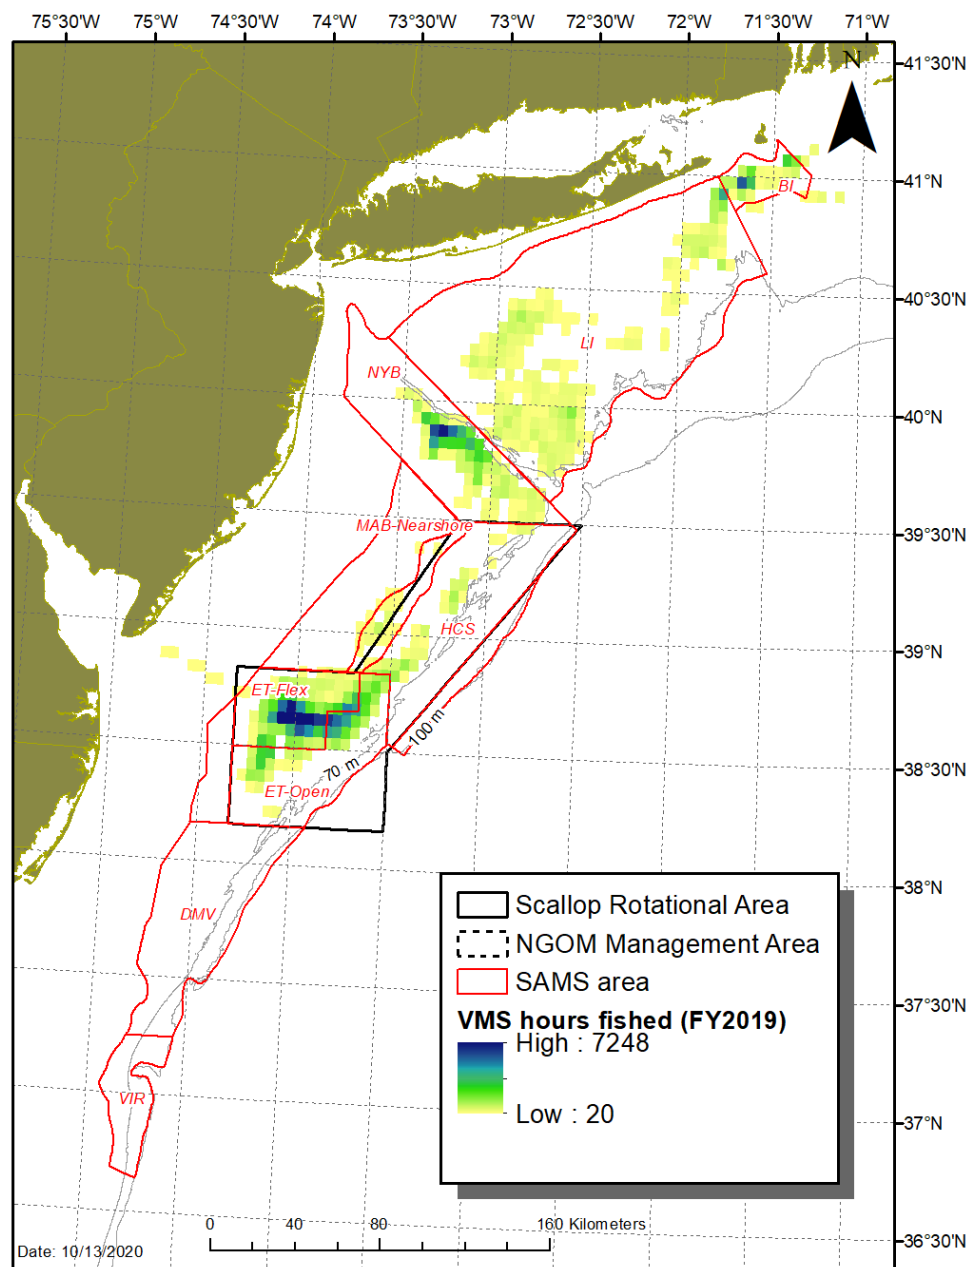 75°30'W 75°W 74°30'W 74°W 73°30'W 73°W 72°30'W 72°W 71°30'W 71°W
N
41°30'N
41°N
BI
40°30'N
LI
NYB
40°N
MAB-Nearshore
39°30'N
HCS
39°N
ET-Flex
100 m
70 m
38°30'N
ET-Open
38°N
DMV
37°30'N
VIR
37°N
36°30'N
Scallop Rotational Area
NGOM Management Area
SAMS area
VMS hours fished (FY2019)
High : 7248
Low : 20
0 40 80 160 Kilometers
Date: 10/13/2020